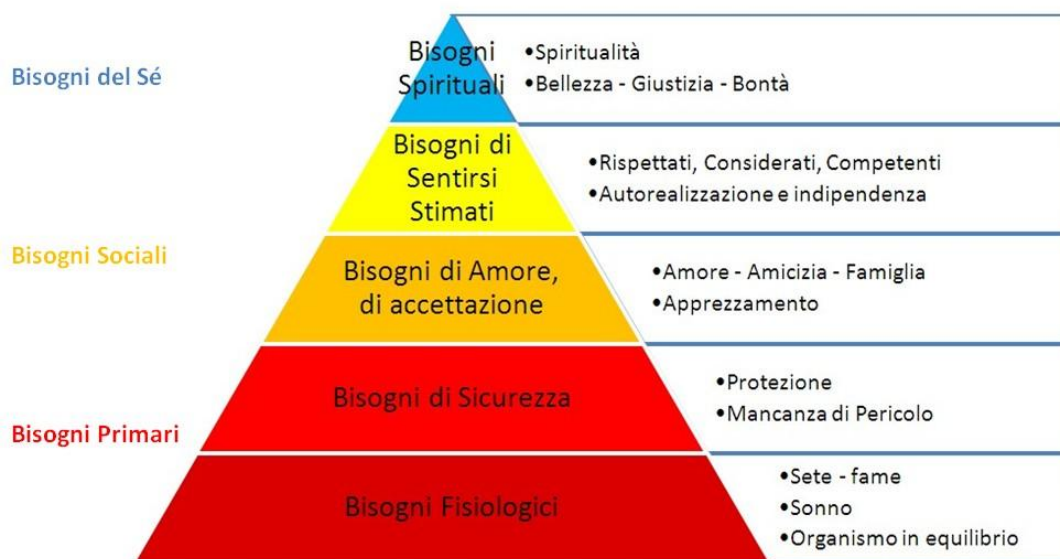 Bisogni del Sé
Bisogni
Spirituali
•Spiritualità
•Bellezza - Giustizia - Bontà
Bisogni di
Sentirsi
Stimati
•Rispettati, Considerati, Competenti
•Autorealizzazione e indipendenza
Bisogni Sociali
Bisogni di Amore,
di accettazione
•Amore - Amicizia - Famiglia
•Apprezzamento
Bisogni di Sicurezza
•Protezione
•Mancanza di Pericolo
Bisogni Primari
Bisogni Fisiologici
•Sete - fame
•Sonno
•Organismo in equilibrio